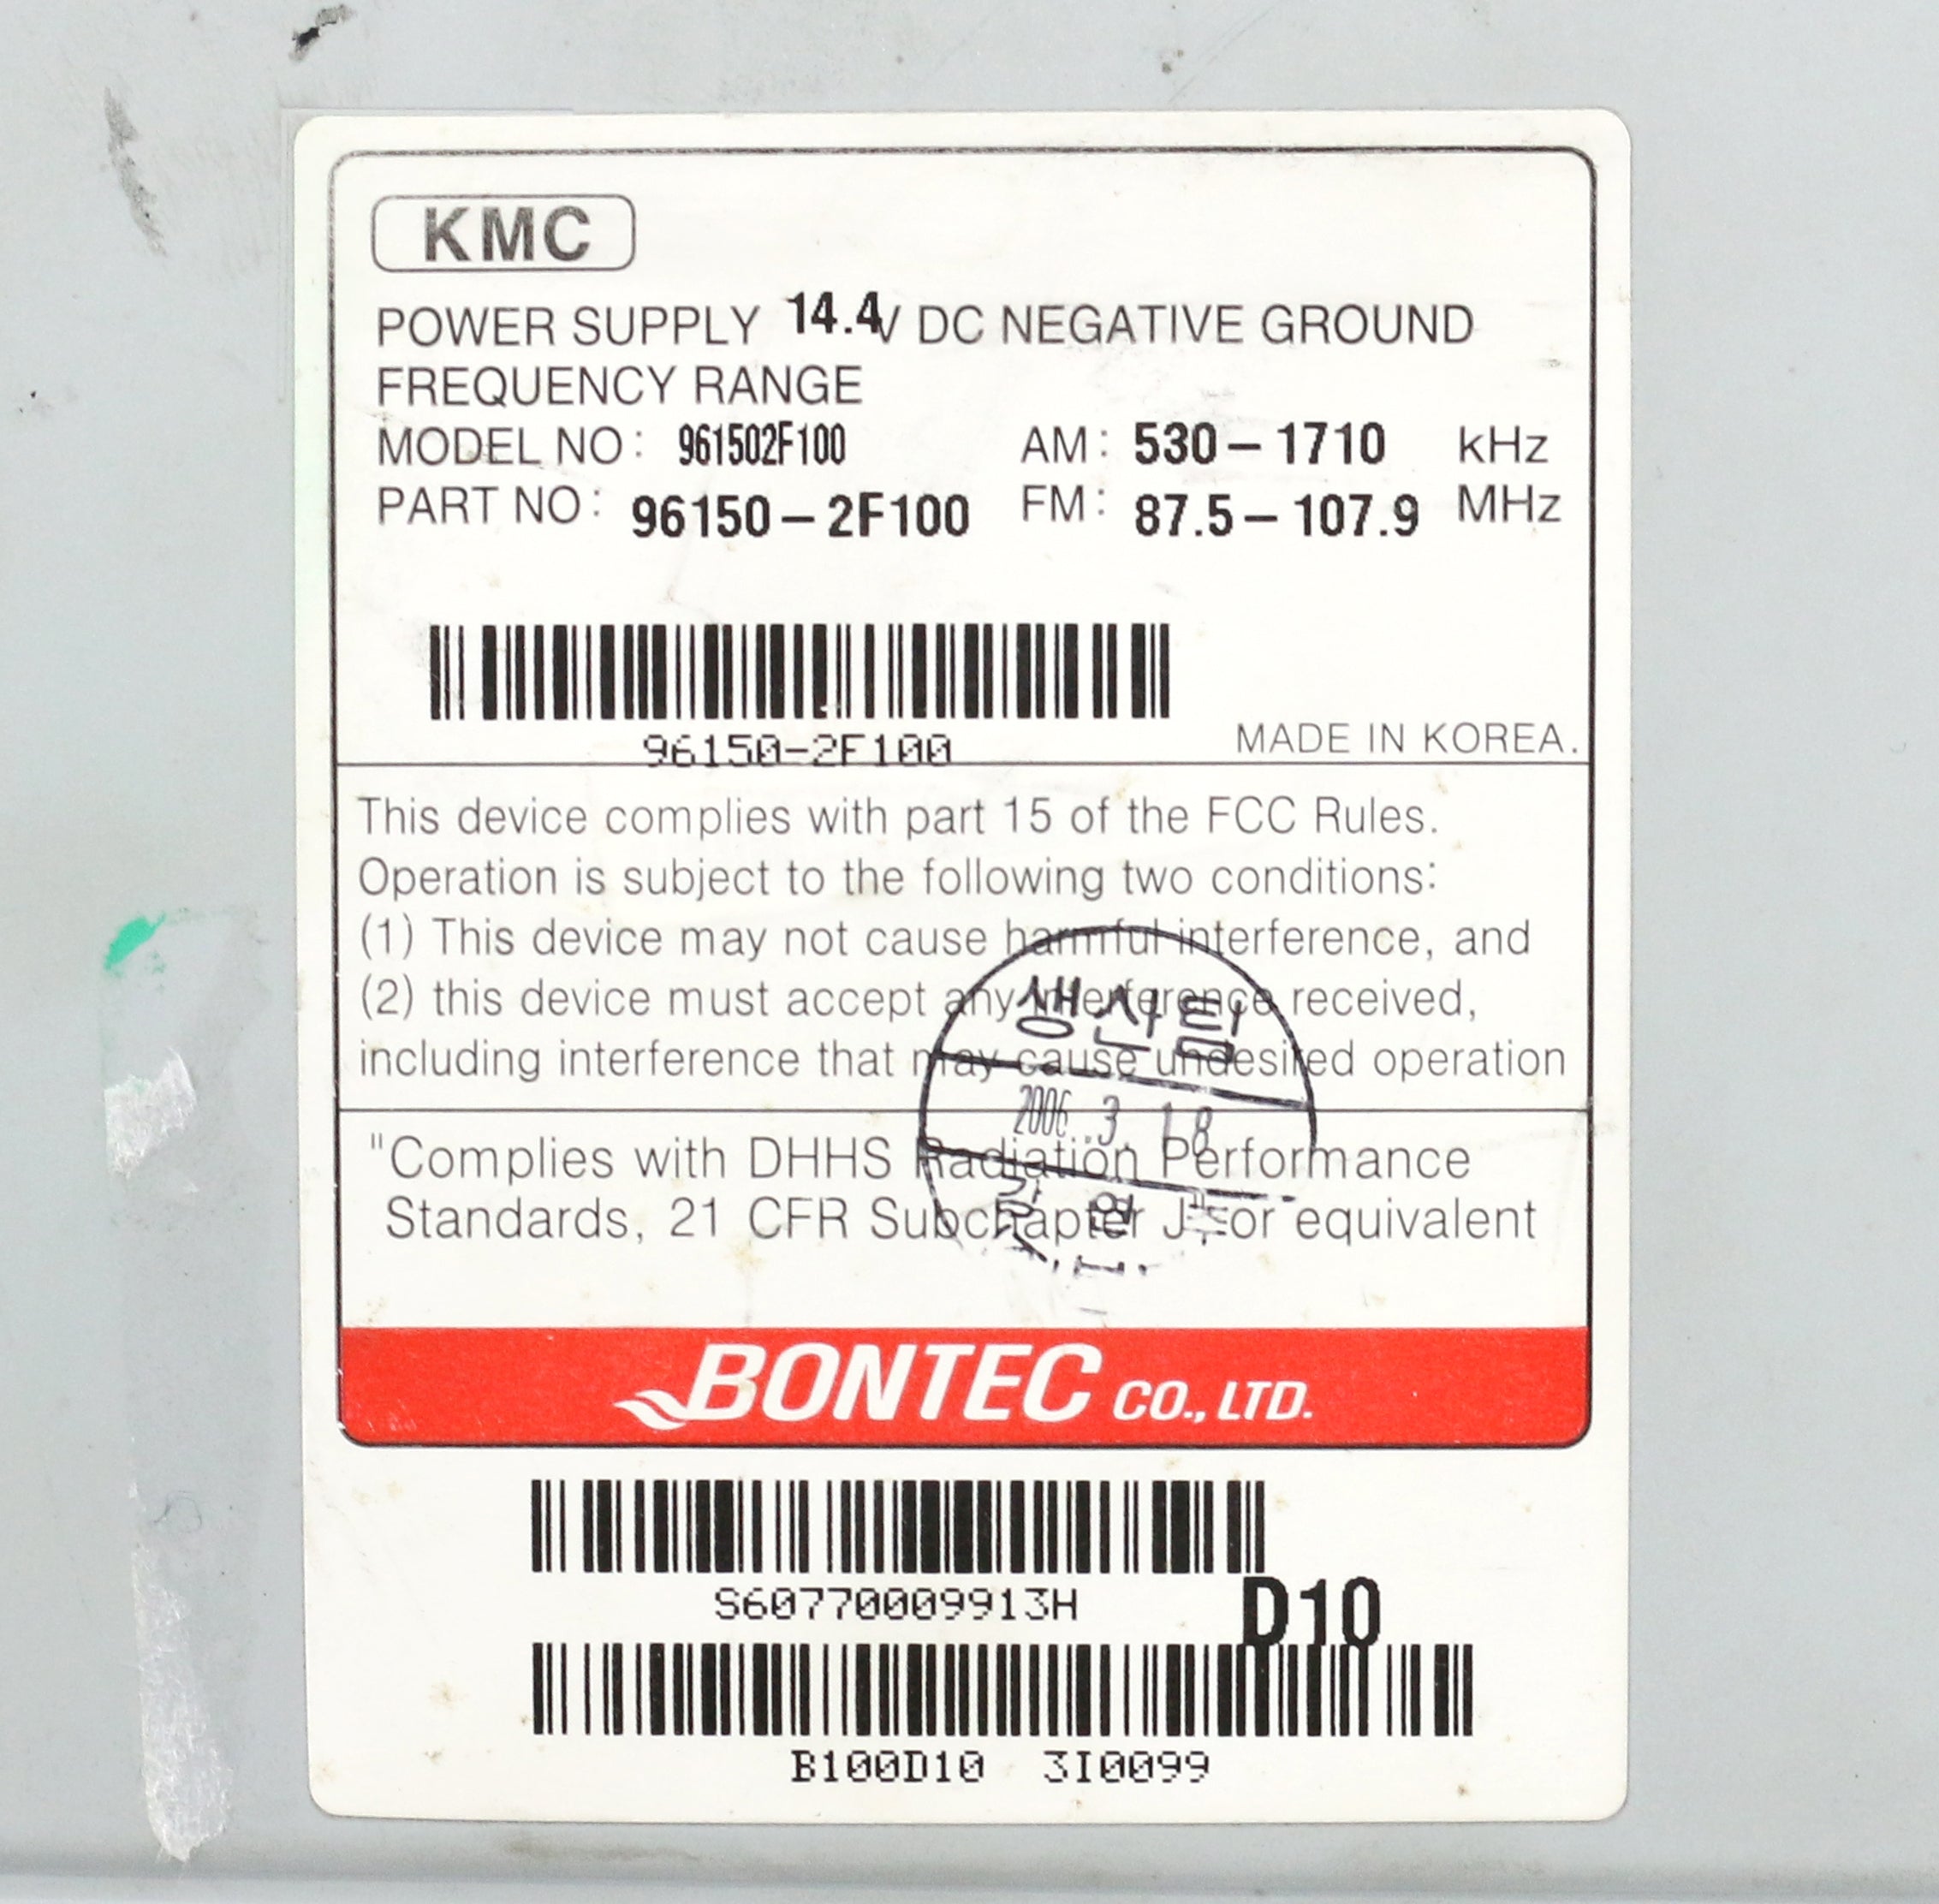 KMC
POWER SUPPLY 14.4V DC NEGATIVE GROUND
FREQUENCY RANGE
MODEL NO: 961502F100 AM: 530-1710 kHz
PART NO: 96150-2F100 FM: 87.5-107.9 MHz
96150-2F100
MADE IN KOREA.
This device complies with part 15 of the FCC Rules.
Operation is subject to the following two conditions:
(1) This device may not cause harmful interference, and
(2) this device must accept any interference received,
including interference that may cause undesired operation
생산팀
2006.3.18
"Complies with DHHS Radiation Performance
Standards, 21 CFR Subchapter J" or equivalent
BONTEC CO., LTD.
S60770009913H
D10
B100D10 3I0099